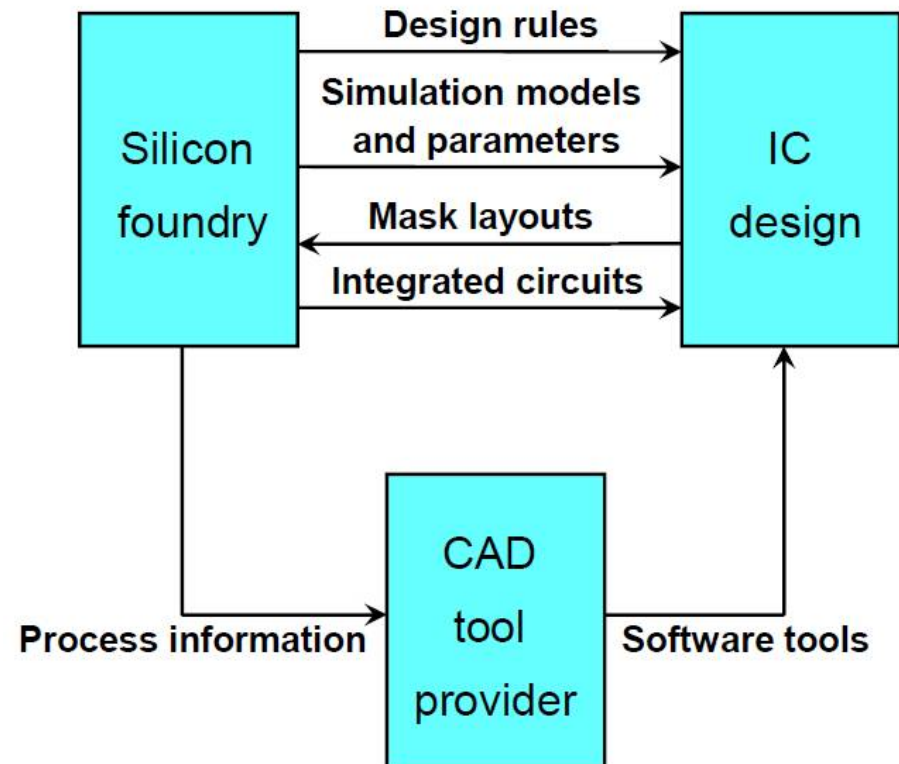 Design rules
Simulation models
and parameters
Silicon
foundry
IC
design
Mask layouts
Integrated circuits
CAD
tool
provider
Process information
Software tools